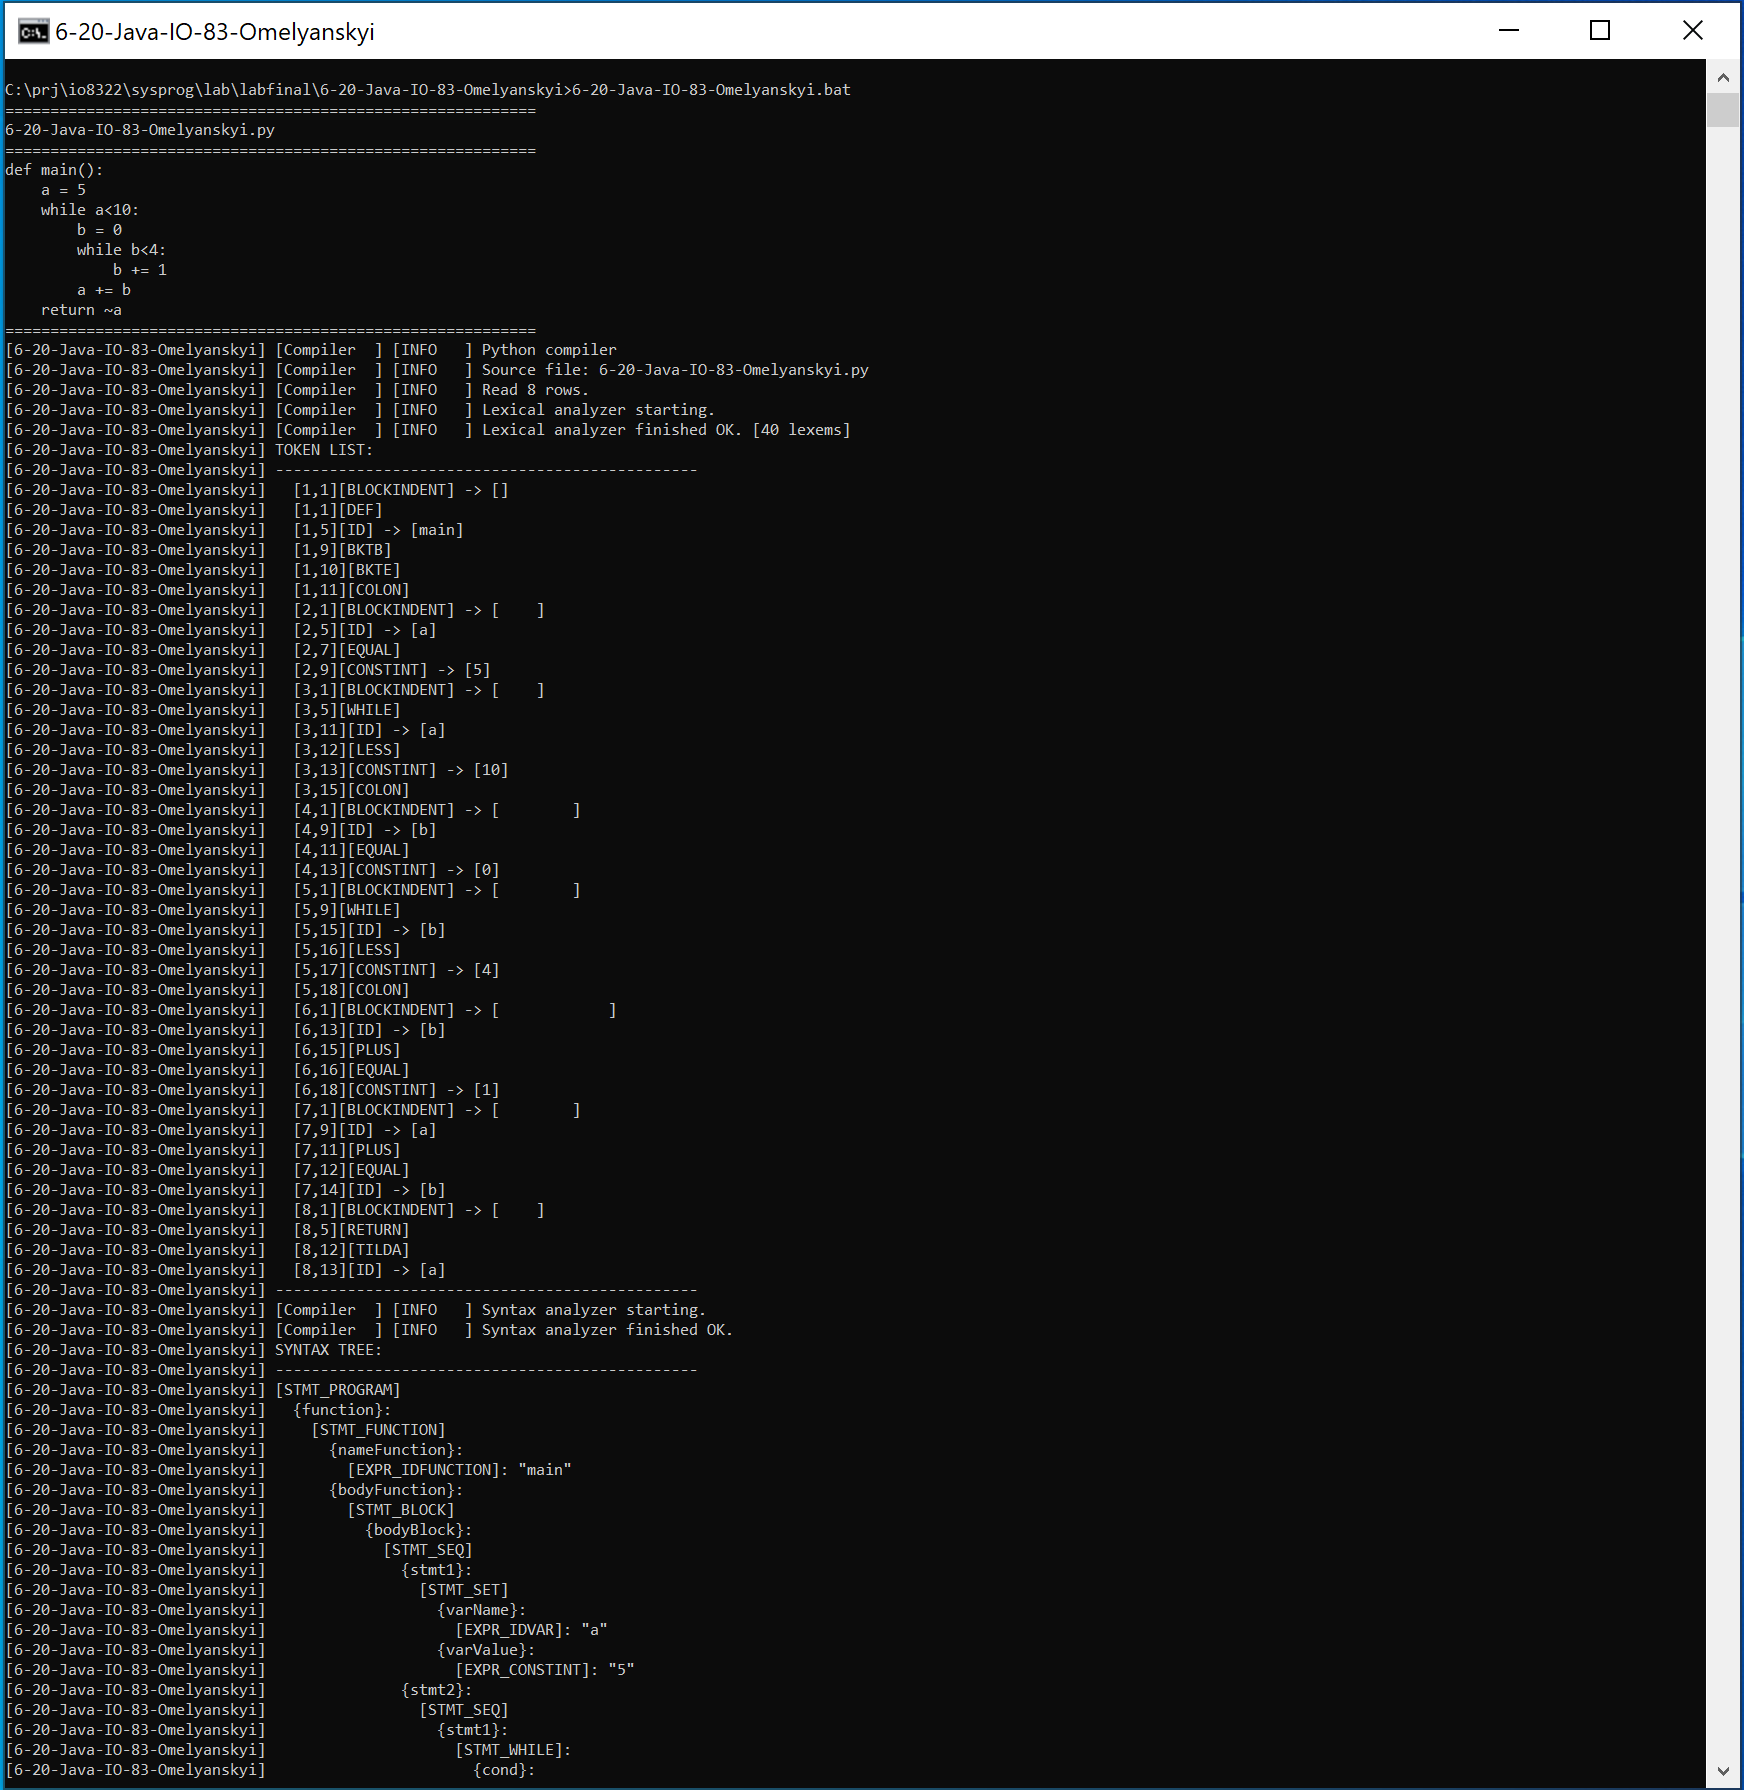 6-20-Java-IO-83-Omelyanskyi
C:\prj\io8322\sysprog\lab\labfinal\6-20-Java-IO-83-Omelyanskyi>6-20-Java-IO-83-Omelyanskyi.bat
===========================================================
6-20-Java-IO-83-Omelyanskyi.py
===========================================================
def main():
    a = 5
    while a<10:
        b = 0
        while b<4:
            b += 1
        a += b
    return ~a
===========================================================
[6-20-Java-IO-83-Omelyanskyi] [Compiler  ] [INFO   ] Python compiler
[6-20-Java-IO-83-Omelyanskyi] [Compiler  ] [INFO   ] Source file: 6-20-Java-IO-83-Omelyanskyi.py
[6-20-Java-IO-83-Omelyanskyi] [Compiler  ] [INFO   ] Read 8 rows.
[6-20-Java-IO-83-Omelyanskyi] [Compiler  ] [INFO   ] Lexical analyzer starting.
[6-20-Java-IO-83-Omelyanskyi] [Compiler  ] [INFO   ] Lexical analyzer finished OK. [40 lexems]
[6-20-Java-IO-83-Omelyanskyi] TOKEN LIST:
[6-20-Java-IO-83-Omelyanskyi] -----------------------------------------------
[6-20-Java-IO-83-Omelyanskyi]   [1,1][BLOCKINDENT] -> []
[6-20-Java-IO-83-Omelyanskyi]   [1,1][DEF]
[6-20-Java-IO-83-Omelyanskyi]   [1,5][ID] -> [main]
[6-20-Java-IO-83-Omelyanskyi]   [1,9][BKTB]
[6-20-Java-IO-83-Omelyanskyi]   [1,10][BKTE]
[6-20-Java-IO-83-Omelyanskyi]   [1,11][COLON]
[6-20-Java-IO-83-Omelyanskyi]   [2,1][BLOCKINDENT] -> [    ]
[6-20-Java-IO-83-Omelyanskyi]   [2,5][ID] -> [a]
[6-20-Java-IO-83-Omelyanskyi]   [2,7][EQUAL]
[6-20-Java-IO-83-Omelyanskyi]   [2,9][CONSTINT] -> [5]
[6-20-Java-IO-83-Omelyanskyi]   [3,1][BLOCKINDENT] -> [    ]
[6-20-Java-IO-83-Omelyanskyi]   [3,5][WHILE]
[6-20-Java-IO-83-Omelyanskyi]   [3,11][ID] -> [a]
[6-20-Java-IO-83-Omelyanskyi]   [3,12][LESS]
[6-20-Java-IO-83-Omelyanskyi]   [3,13][CONSTINT] -> [10]
[6-20-Java-IO-83-Omelyanskyi]   [3,15][COLON]
[6-20-Java-IO-83-Omelyanskyi]   [4,1][BLOCKINDENT] -> [        ]
[6-20-Java-IO-83-Omelyanskyi]   [4,9][ID] -> [b]
[6-20-Java-IO-83-Omelyanskyi]   [4,11][EQUAL]
[6-20-Java-IO-83-Omelyanskyi]   [4,13][CONSTINT] -> [0]
[6-20-Java-IO-83-Omelyanskyi]   [5,1][BLOCKINDENT] -> [        ]
[6-20-Java-IO-83-Omelyanskyi]   [5,9][WHILE]
[6-20-Java-IO-83-Omelyanskyi]   [5,15][ID] -> [b]
[6-20-Java-IO-83-Omelyanskyi]   [5,16][LESS]
[6-20-Java-IO-83-Omelyanskyi]   [5,17][CONSTINT] -> [4]
[6-20-Java-IO-83-Omelyanskyi]   [5,18][COLON]
[6-20-Java-IO-83-Omelyanskyi]   [6,1][BLOCKINDENT] -> [            ]
[6-20-Java-IO-83-Omelyanskyi]   [6,13][ID] -> [b]
[6-20-Java-IO-83-Omelyanskyi]   [6,15][PLUS]
[6-20-Java-IO-83-Omelyanskyi]   [6,16][EQUAL]
[6-20-Java-IO-83-Omelyanskyi]   [6,18][CONSTINT] -> [1]
[6-20-Java-IO-83-Omelyanskyi]   [7,1][BLOCKINDENT] -> [        ]
[6-20-Java-IO-83-Omelyanskyi]   [7,9][ID] -> [a]
[6-20-Java-IO-83-Omelyanskyi]   [7,11][PLUS]
[6-20-Java-IO-83-Omelyanskyi]   [7,12][EQUAL]
[6-20-Java-IO-83-Omelyanskyi]   [7,14][ID] -> [b]
[6-20-Java-IO-83-Omelyanskyi]   [8,1][BLOCKINDENT] -> [    ]
[6-20-Java-IO-83-Omelyanskyi]   [8,5][RETURN]
[6-20-Java-IO-83-Omelyanskyi]   [8,12][TILDA]
[6-20-Java-IO-83-Omelyanskyi]   [8,13][ID] -> [a]
[6-20-Java-IO-83-Omelyanskyi] -----------------------------------------------
[6-20-Java-IO-83-Omelyanskyi] [Compiler  ] [INFO   ] Syntax analyzer starting.
[6-20-Java-IO-83-Omelyanskyi] [Compiler  ] [INFO   ] Syntax analyzer finished OK.
[6-20-Java-IO-83-Omelyanskyi] SYNTAX TREE:
[6-20-Java-IO-83-Omelyanskyi] -----------------------------------------------
[6-20-Java-IO-83-Omelyanskyi] [STMT_PROGRAM]
[6-20-Java-IO-83-Omelyanskyi]   {function}:
[6-20-Java-IO-83-Omelyanskyi]     [STMT_FUNCTION]
[6-20-Java-IO-83-Omelyanskyi]       {nameFunction}:
[6-20-Java-IO-83-Omelyanskyi]         [EXPR_IDFUNCTION]: "main"
[6-20-Java-IO-83-Omelyanskyi]       {bodyFunction}:
[6-20-Java-IO-83-Omelyanskyi]         [STMT_BLOCK]
[6-20-Java-IO-83-Omelyanskyi]           {bodyBlock}:
[6-20-Java-IO-83-Omelyanskyi]             [STMT_SEQ]
[6-20-Java-IO-83-Omelyanskyi]               {stmt1}:
[6-20-Java-IO-83-Omelyanskyi]                 [STMT_SET]
[6-20-Java-IO-83-Omelyanskyi]                   {varName}:
[6-20-Java-IO-83-Omelyanskyi]                     [EXPR_IDVAR]: "a"
[6-20-Java-IO-83-Omelyanskyi]                   {varValue}:
[6-20-Java-IO-83-Omelyanskyi]                     [EXPR_CONSTINT]: "5"
[6-20-Java-IO-83-Omelyanskyi]               {stmt2}:
[6-20-Java-IO-83-Omelyanskyi]                 [STMT_SEQ]
[6-20-Java-IO-83-Omelyanskyi]                   {stmt1}:
[6-20-Java-IO-83-Omelyanskyi]                     [STMT_WHILE]:
[6-20-Java-IO-83-Omelyanskyi]                       {cond}: